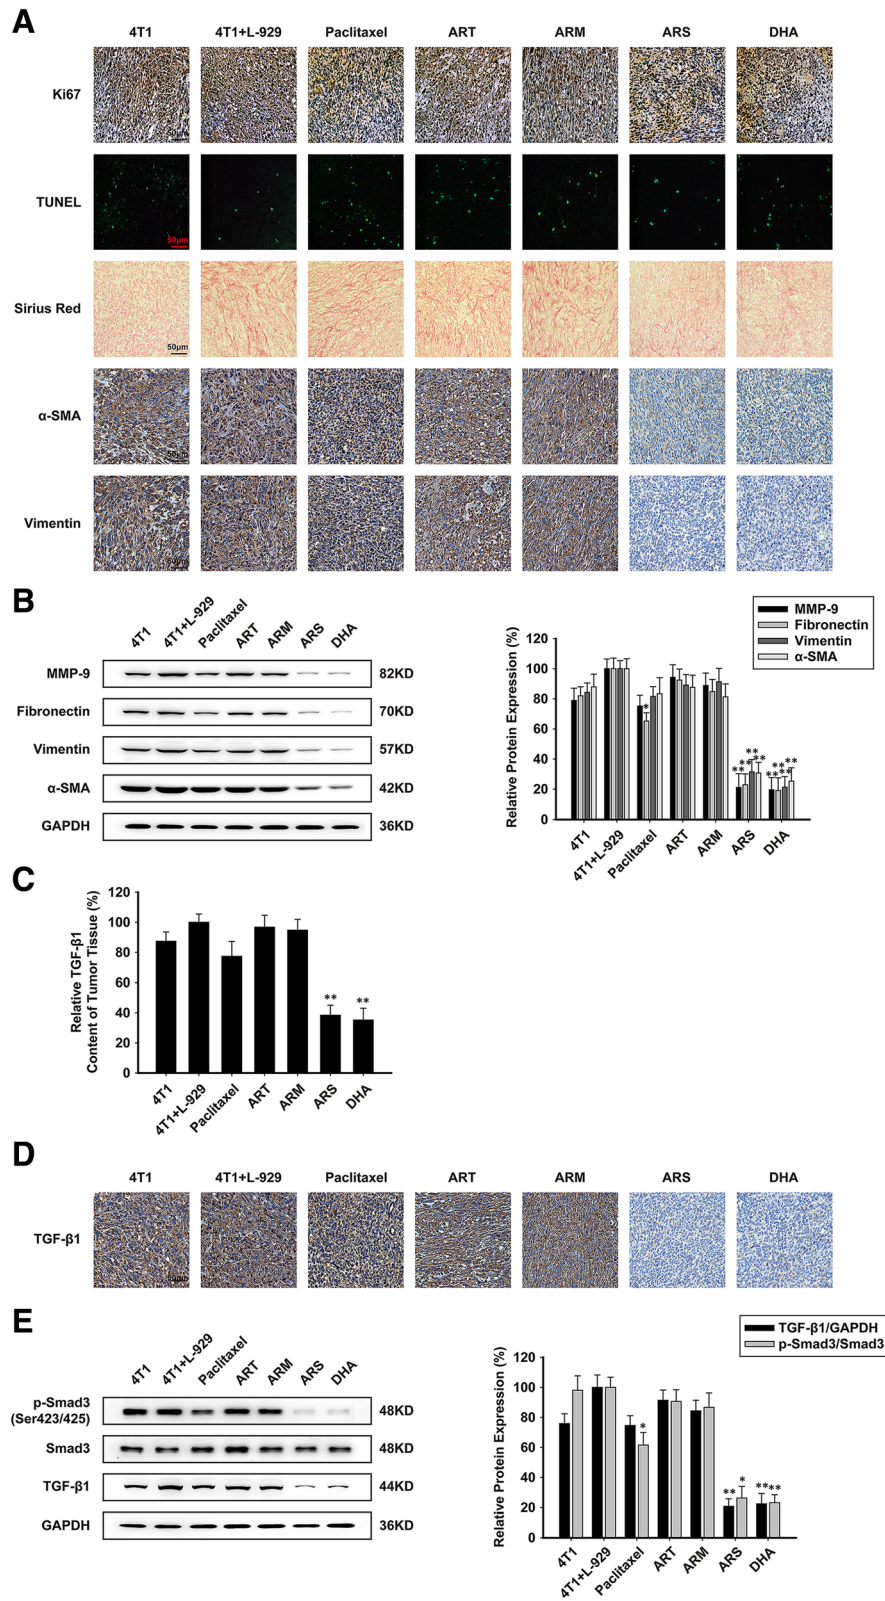 A
4T1 4T1+L-929 Paclitaxel ART ARM ARS DHA
Ki67
TUNEL
50μm
Sirius Red
50μm
α-SMA
50μm
Vimentin
B
4T1 4T1+L-929 Paclitaxel ART ARM ARS DHA
MMP-9 82KD
Fibronectin 70KD
Vimentin 57KD
α-SMA 42KD
GAPDH 36KD
MMP-9
Fibronectin
Vimentin
α-SMA
Relative Protein Expression (%)
120
100
80
60
40
20
0
*
** ** ** **
** ** ** **
4T1 4T1+L-929 Paclitaxel ART ARM ARS DHA
C
Relative TGF-β1
Content of Tumor Tissue (%)
120
100
80
60
40
20
0
** **
4T1 4T1+L-929 Paclitaxel ART ARM ARS DHA
D
4T1 4T1+L-929 Paclitaxel ART ARM ARS DHA
TGF-β1
E
4T1 4T1+L-929 Paclitaxel ART ARM ARS DHA
p-Smad3
(Ser423/425) 48KD
Smad3 48KD
TGF-β1 44KD
GAPDH 36KD
TGF-β1/GAPDH
p-Smad3/Smad3
Relative Protein Expression (%)
120
100
80
60
40
20
0
*
** *
** **
4T1 4T1+L-929 Paclitaxel ART ARM ARS DHA